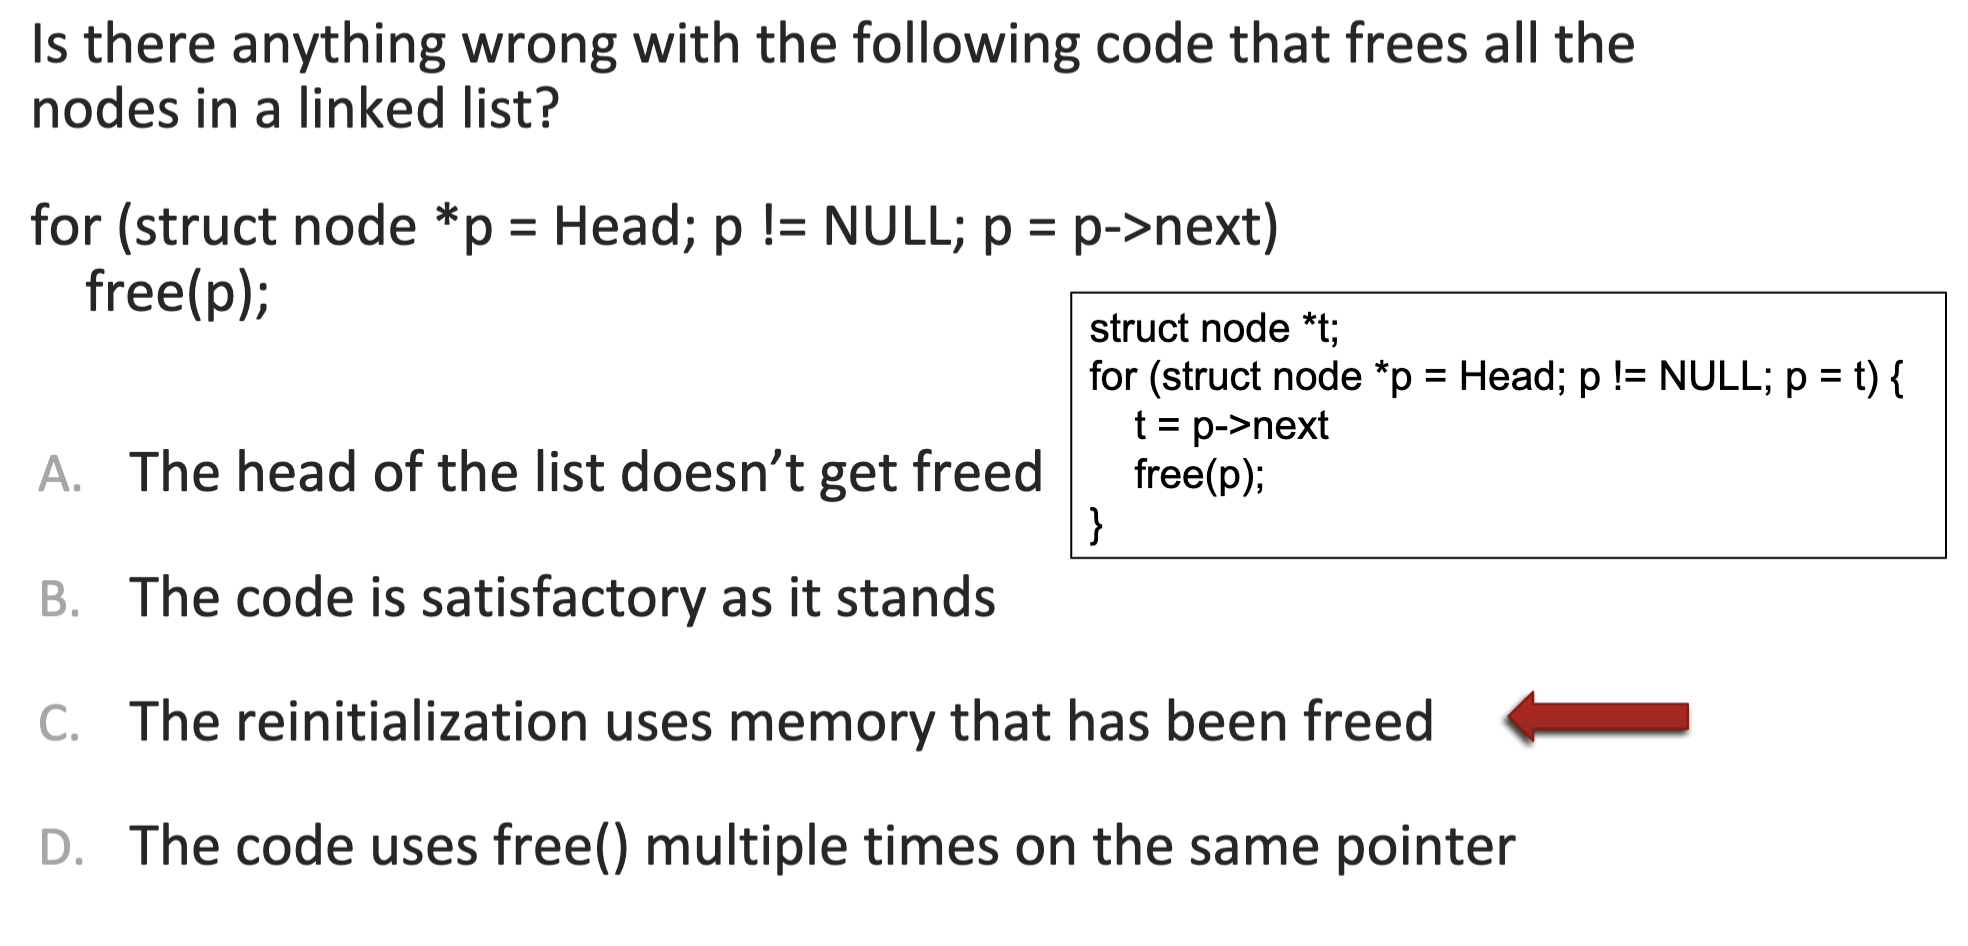 Is there anything wrong with the following code that frees all the
nodes in a linked list?
for (struct node *p = Head; p != NULL; p = p->next)
free(p);
struct node *t;
for (struct node *p = Head; p != NULL; p = t) {
t = p->next
free(p);
}
A. The head of the list doesn’t get freed
B. The code is satisfactory as it stands
C. The reinitialization uses memory that has been freed
D. The code uses free() multiple times on the same pointer